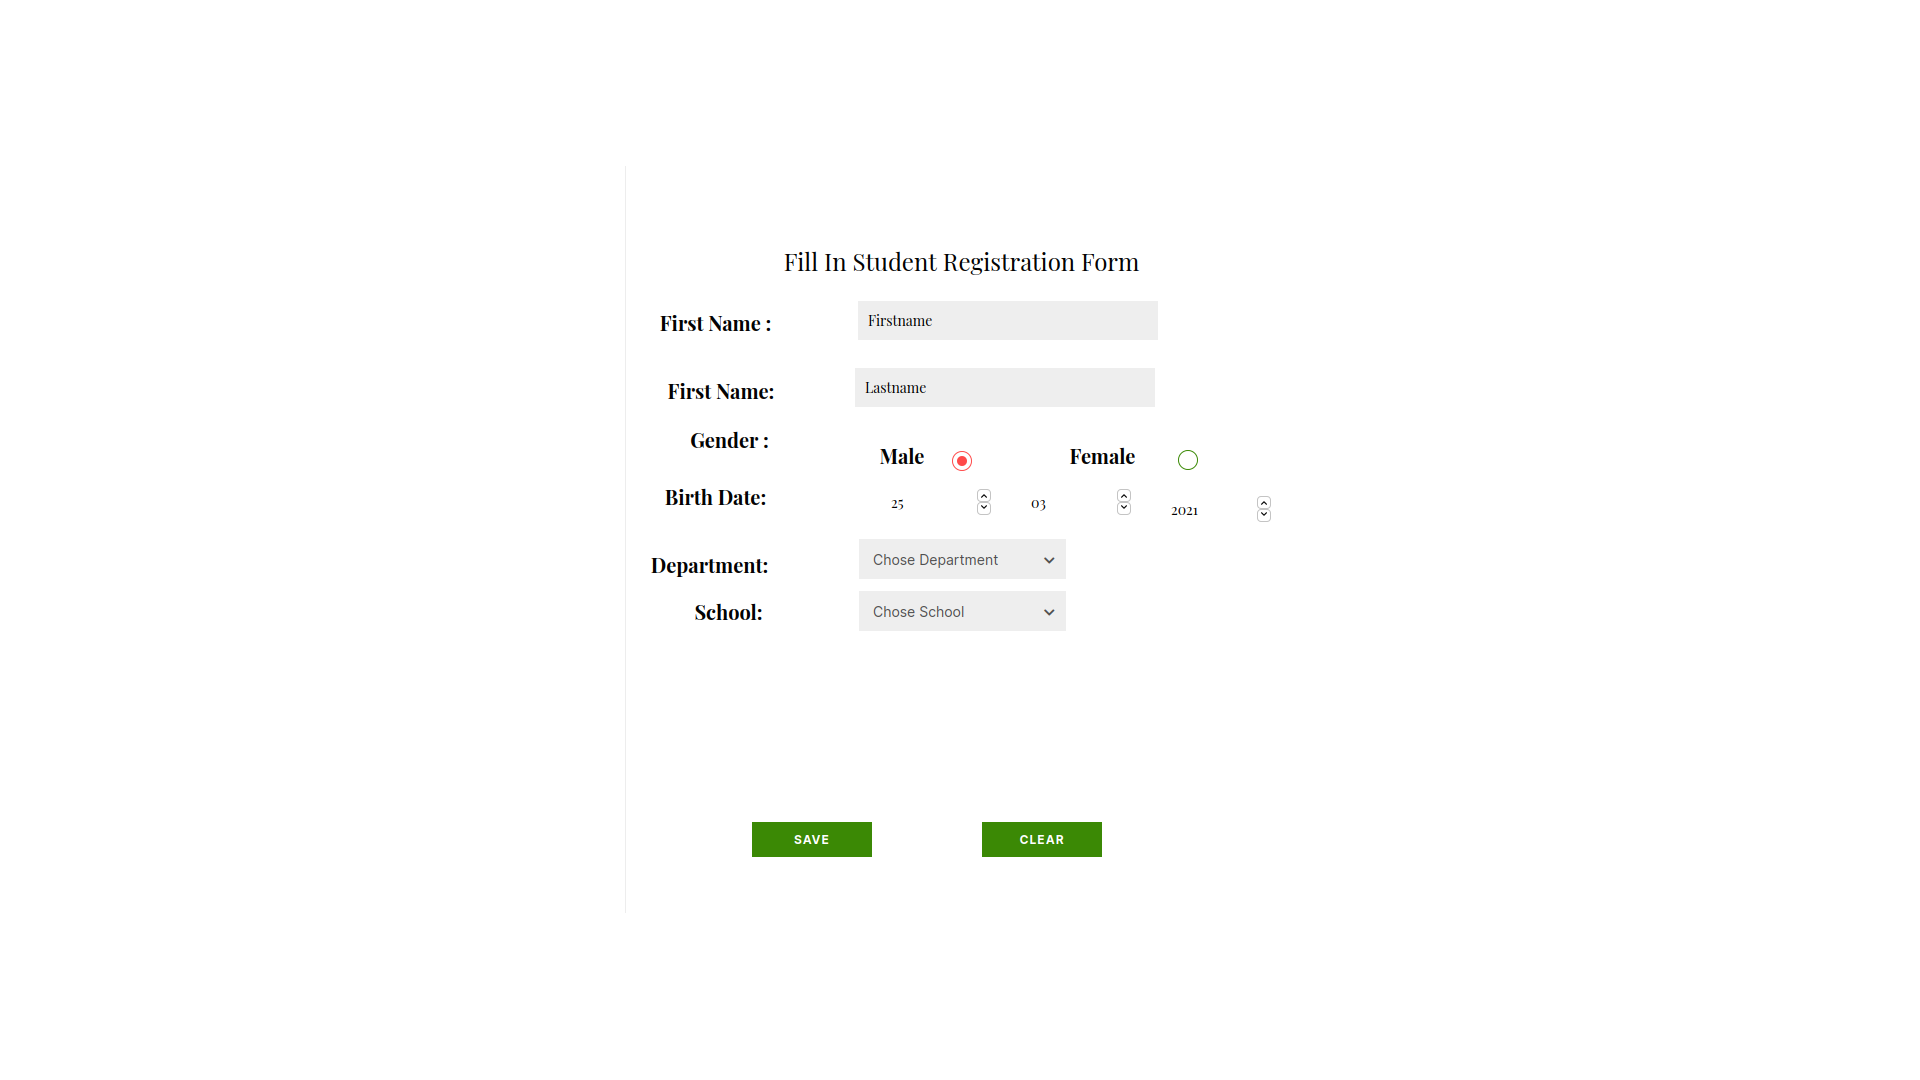 Fill In Student Registration Form
First Name :
Firstname
First Name:
Lastname
Gender :
Male
Female
Birth Date:
25
03
2021
Department:
Chose Department
School:
Chose School
SAVE
CLEAR